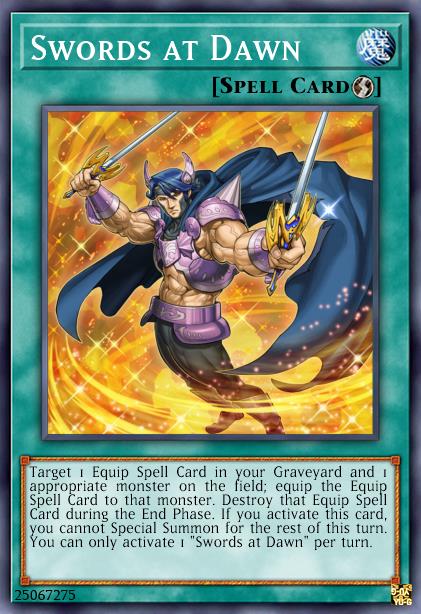 Swords at Dawn
魔
[Spell Card]
Target 1 Equip Spell Card in your Graveyard and 1
appropriate monster on the field; equip the Equip
Spell Card to that monster. Destroy that Equip Spell
Card during the End Phase. If you activate this card,
you cannot Special Summon for the rest of this turn.
You can only activate 1 "Swords at Dawn" per turn.
25067275